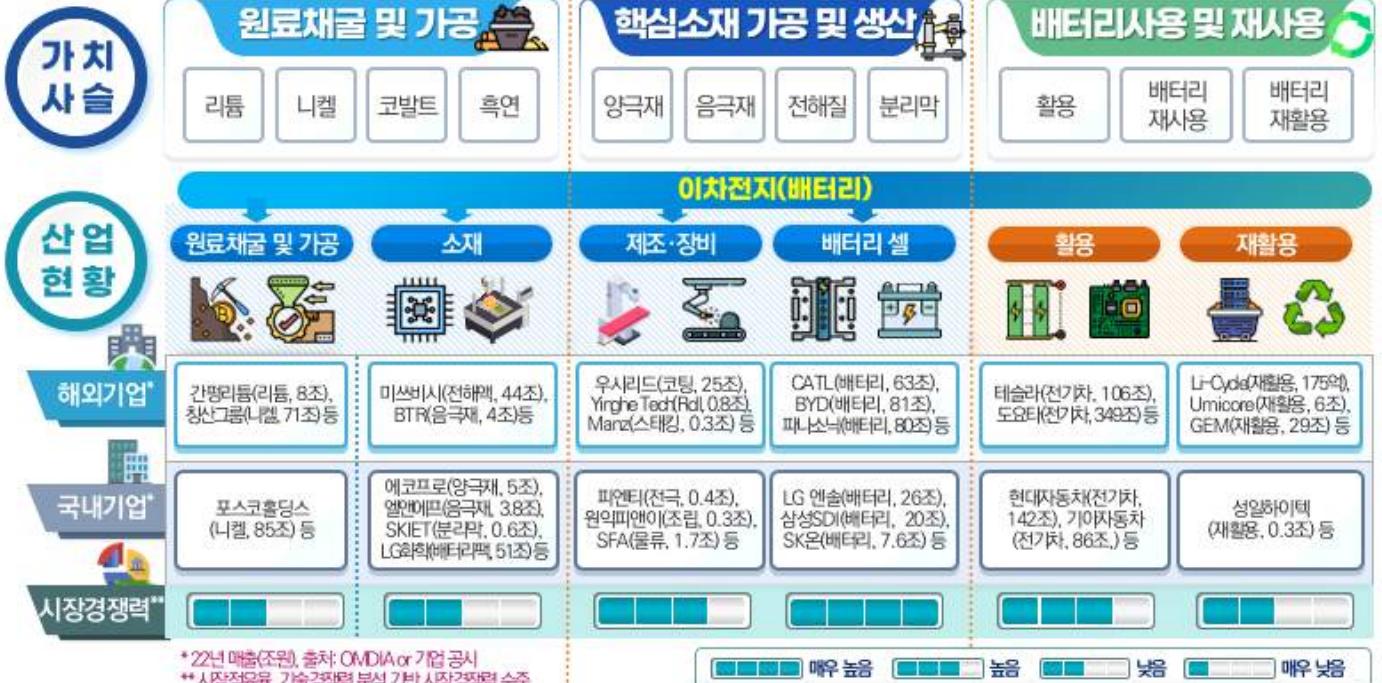 가치
사슬
원료채굴 및 가공
리튬
니켈
코발트
흑연
핵심소재 가공 및 생산
양극재
음극재
전해질
분리막
배터리사용 및 재사용
활용
배터리
재사용
배터리
재활용
이차전지(배터리)
산업
현황
원료채굴 및 가공
소재
제조·장비
배터리 셀
활용
재활용
해외기업*
간펑리튬(리튬, 8조),
칭산그룹(니켈, 71조) 등
미쓰비시(전해액, 44조),
BTR(음극재, 4조)등
우시리드(코팅, 25조),
Yinghe Tech(Roll, 0.8조),
Manz(스태킹, 0.3조) 등
CATL(배터리, 63조),
BYD(배터리, 81조),
파나소닉(배터리, 80조) 등
테슬라(전기차, 106조),
도요타(전기차, 349조) 등
Li-Cycle(재활용, 175억),
Umicore(재활용, 6조),
GEM(재활용, 29조) 등
국내기업*
포스코홀딩스
(니켈, 85조) 등
에코프로(양극재, 5조),
엘앤에프(음극재, 3.8조),
SKIET(분리막, 0.6조),
LG화학(배터리팩, 51조) 등
피엔티(전극, 0.4조),
원익피앤이(조립, 0.3조),
SFA(물류, 1.7조) 등
LG 엔솔(배터리, 26조),
삼성SDI(배터리, 20조),
SK온(배터리, 7.6조) 등
현대자동차(전기차,
142조), 기아자동차
(전기차, 86조,) 등
성일하이텍
(재활용, 0.3조) 등
시장경쟁력**
* 22년 매출(조원), 출처: OMDIA or 기업 공시
** 시장점유율, 기술경쟁력 분석 기반 시장경쟁력 수준
매우 높음
높음
낮음
매우 낮음